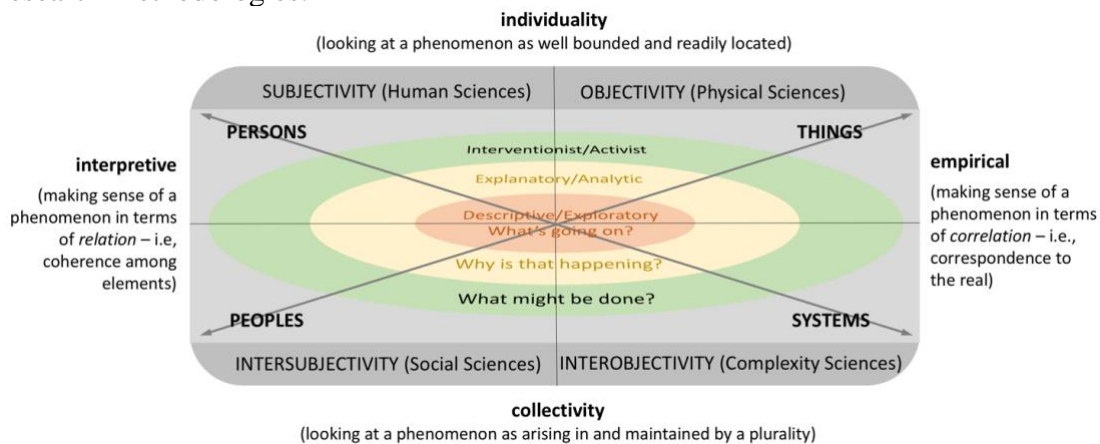 individuality
(looking at a phenomenon as well bounded and readily located)
SUBJECTIVITY (Human Sciences)
OBJECTIVITY (Physical Sciences)
PERSONS
THINGS
interpretive
(making sense of a
phenomenon in terms
of relation – i.e,
coherence among
elements)
Interventionist/Activist
Explanatory/Analytic
Descriptive/Exploratory
What's going on?
Why is that happening?
What might be done?
empirical
(making sense of a
phenomenon in terms
of correlation – i.e.,
correspondence to
the real)
PEOPLES
SYSTEMS
INTERSUBJECTIVITY (Social Sciences)
INTEROBJECTIVITY (Complexity Sciences)
collectivity
(looking at a phenomenon as arising in and maintained by a plurality)